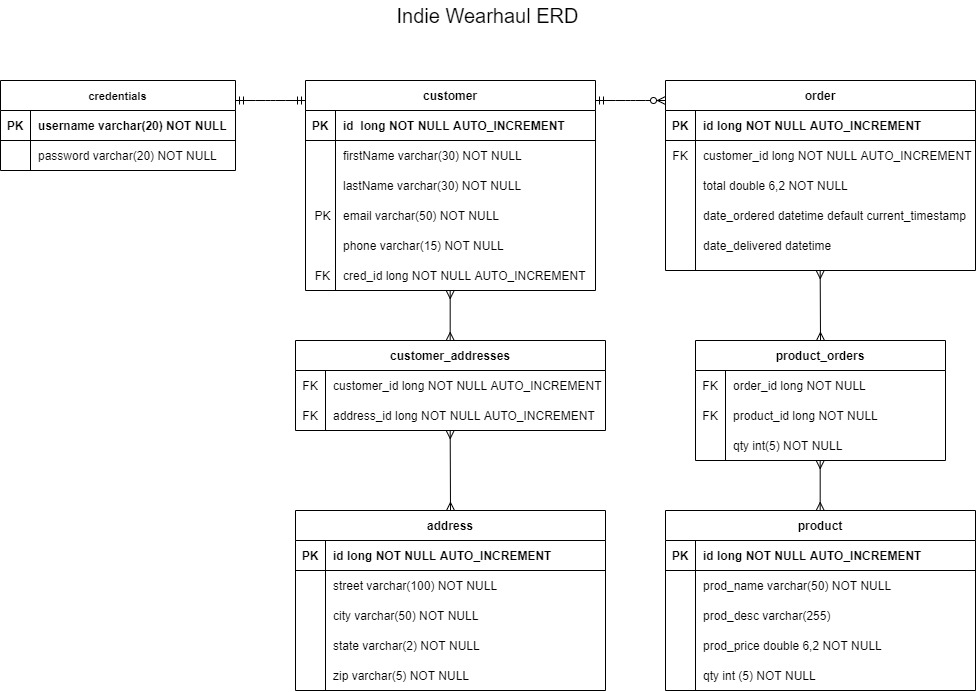 Indie Wearhaul ERD
credentials
PK username varchar(20) NOT NULL
password varchar(20) NOT NULL
customer
PK id long NOT NULL AUTO_INCREMENT
firstName varchar(30) NOT NULL
lastName varchar(30) NOT NULL
PK email varchar(50) NOT NULL
phone varchar(15) NOT NULL
FK cred_id long NOT NULL AUTO_INCREMENT
order
PK id long NOT NULL AUTO_INCREMENT
FK customer_id long NOT NULL AUTO_INCREMENT
total double 6,2 NOT NULL
date_ordered datetime default current_timestamp
date_delivered datetime
customer_addresses
FK customer_id long NOT NULL AUTO_INCREMENT
FK address_id long NOT NULL AUTO_INCREMENT
product_orders
FK order_id long NOT NULL
FK product_id long NOT NULL
qty int(5) NOT NULL
address
PK id long NOT NULL AUTO_INCREMENT
street varchar(100) NOT NULL
city varchar(50) NOT NULL
state varchar(2) NOT NULL
zip varchar(5) NOT NULL
product
PK id long NOT NULL AUTO_INCREMENT
prod_name varchar(50) NOT NULL
prod_desc varchar(255)
prod_price double 6,2 NOT NULL
qty int (5) NOT NULL